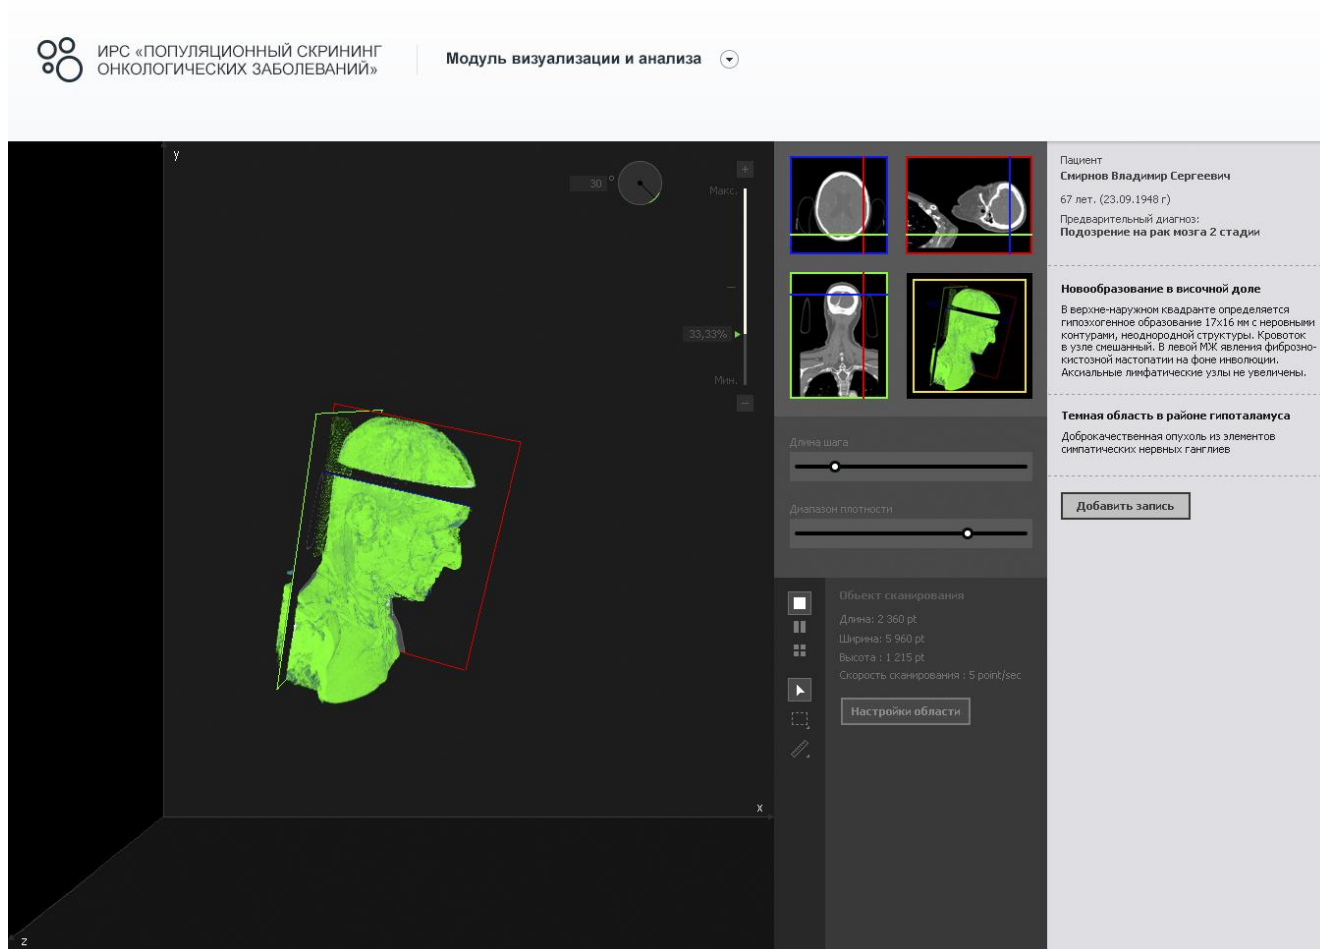 ИРС «ПОПУЛЯЦИОННЫЙ СКРИНИНГ
ОНКОЛОГИЧЕСКИХ ЗАБОЛЕВАНИЙ»
Модуль визуализации и анализа
y
30 °
Макс.
33,33%
Мин.
x
z
Длина шага
Диапазон плотности
Обьект сканирования
Длина: 2 360 pt
Ширина: 5 960 pt
Высота : 1 215 pt
Скорость сканирования : 5 point/sec
Настройки области
Пациент
Смирнов Владимир Сергеевич
67 лет. (23.09.1948 г)
Предварительный диагноз:
Подозрение на рак мозга 2 стадии
Новообразование в височной доле
В верхне-наружном квадранте определяется
гипоэхогенное образование 17x16 мм с неровными
контурами, неоднородной структуры. Кровоток
в узле смешанный. В левой МЖ явления фиброзно-
кистозной мастопатии на фоне инволюции.
Аксиальные лимфатические узлы не увеличены.
Темная область в районе гипоталамуса
Доброкачественная опухоль из элементов
симпатических нервных ганглиев
Добавить запись